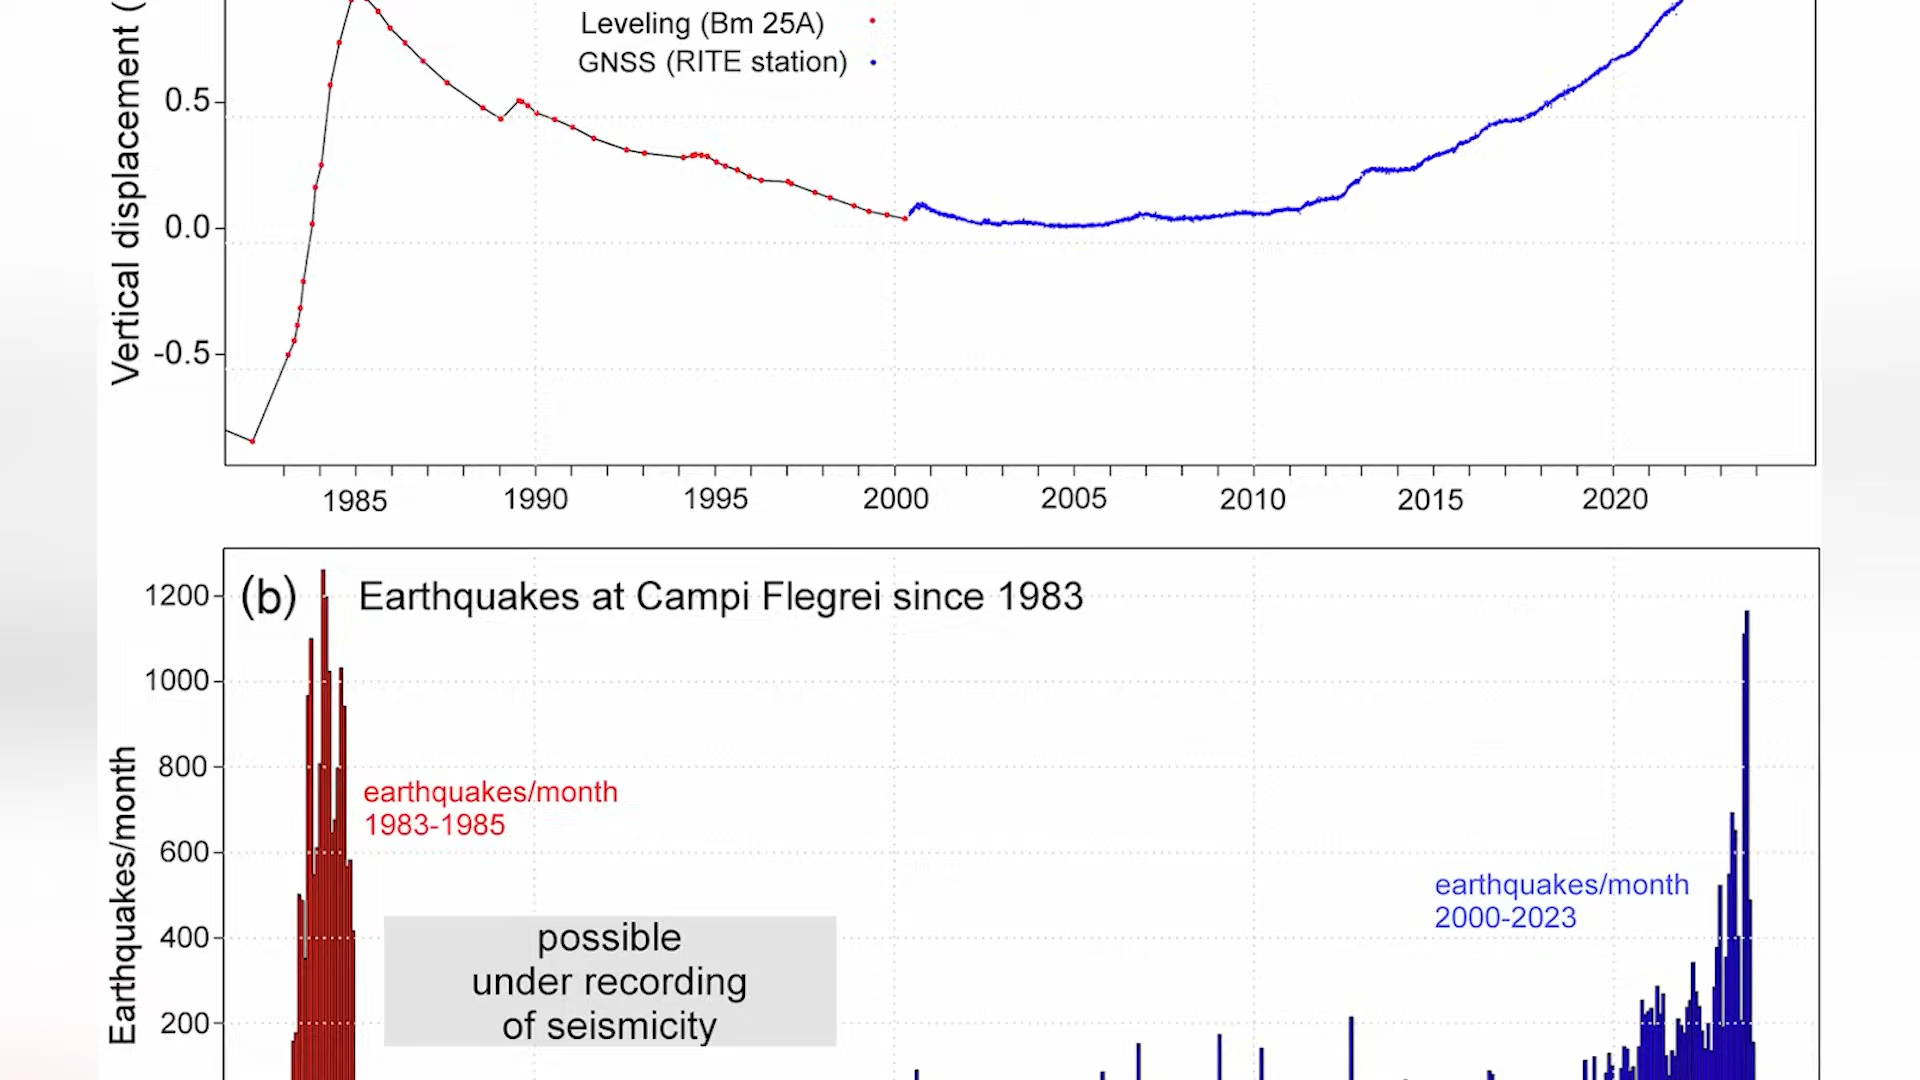 Vertical displacement (
Leveling (Bm 25A)
GNSS (RITE station)
0.5
0.0
-0.5
1985 1990 1995 2000 2005 2010 2015 2020
(b) Earthquakes at Campi Flegrei since 1983
Earthquakes/month
1200
1000
800
600
400
200
earthquakes/month
1983-1985
possible
under recording
of seismicity
earthquakes/month
2000-2023